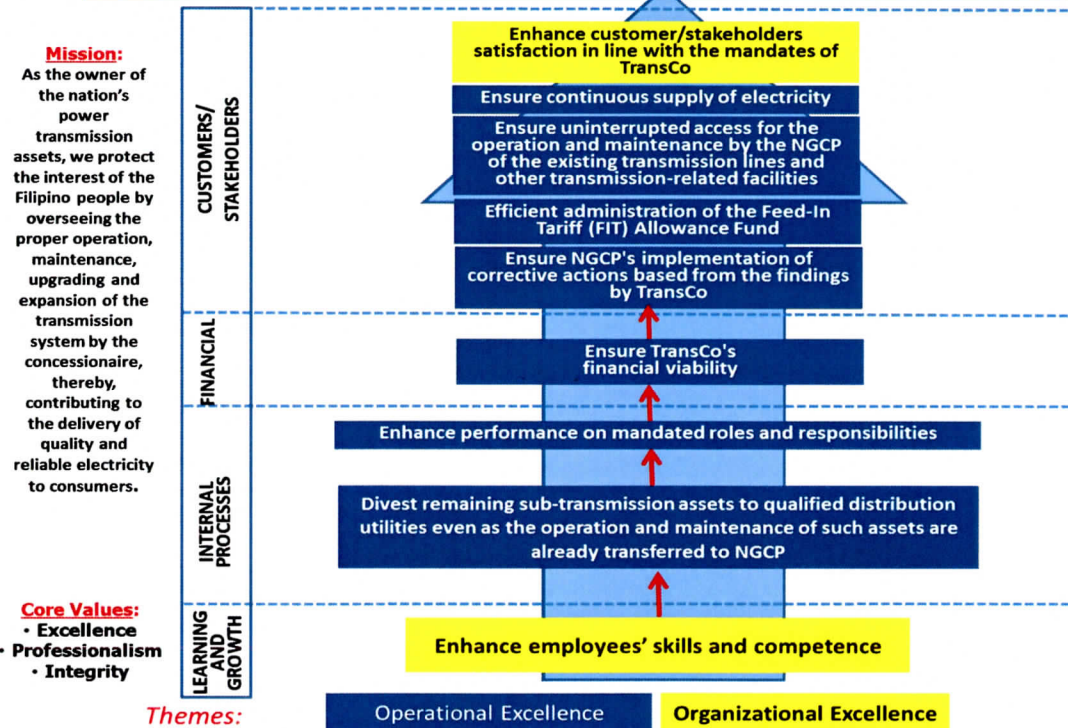 Mission:
As the owner of
the nation's
power
transmission
assets, we protect
the interest of the
Filipino people by
overseeing the
proper operation,
maintenance,
upgrading and
expansion of the
transmission
system by the
concessionaire,
thereby,
contributing to
the delivery of
quality and
reliable electricity
to consumers.
Core Values:
• Excellence
• Professionalism
• Integrity
CUSTOMERS/
STAKEHOLDERS
Enhance customer/stakeholders
satisfaction in line with the mandates of
TransCo
Ensure continuous supply of electricity
Ensure uninterrupted access for the
operation and maintenance by the NGCP
of the existing transmission lines and
other transmission-related facilities
Efficient administration of the Feed-In
Tariff (FIT) Allowance Fund
Ensure NGCP's implementation of
corrective actions based from the findings
by TransCo
FINANCIAL
Ensure TransCo's
financial viability
INTERNAL
PROCESSES
Enhance performance on mandated roles and responsibilities
Divest remaining sub-transmission assets to qualified distribution
utilities even as the operation and maintenance of such assets are
already transferred to NGCP
LEARNING
AND
GROWTH
Enhance employees' skills and competence
Themes:
Operational Excellence
Organizational Excellence